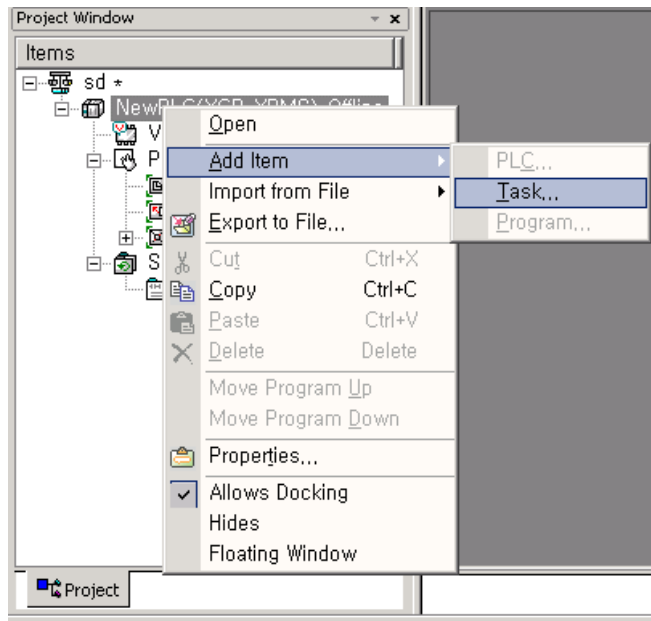 Project Window
Items
sd *
NewPLC(XGB-XBMS)-Offline
V
P
S
Open
Add Item
Import from File
Export to File...
Cut Ctrl+X
Copy Ctrl+C
Paste Ctrl+V
Delete Delete
Move Program Up
Move Program Down
Properties...
Allows Docking
Hides
Floating Window
PLC...
Task...
Program...
Project